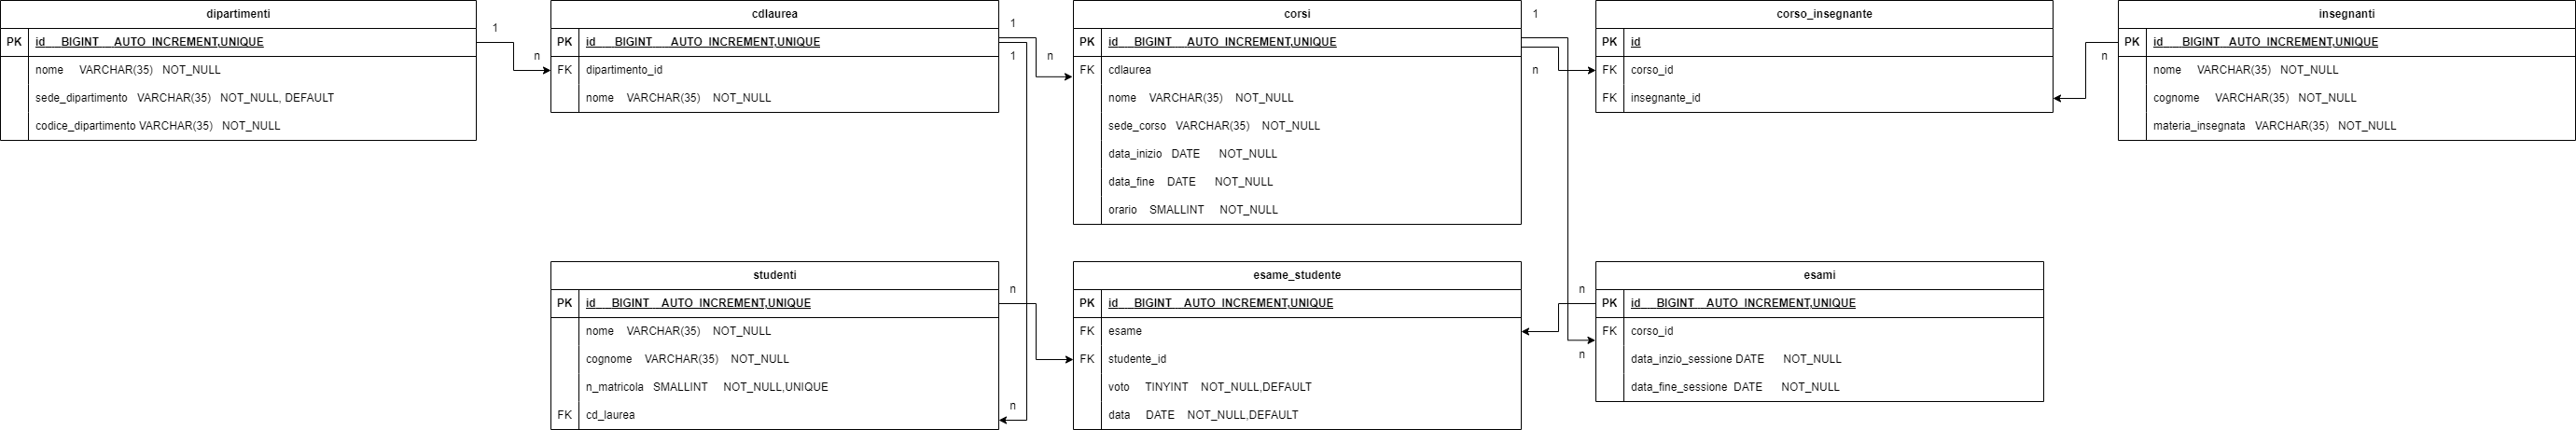 dipartimenti
PK id BIGINT AUTO_INCREMENT,UNIQUE
nome VARCHAR(35) NOT_NULL
sede_dipartimento VARCHAR(35) NOT_NULL, DEFAULT
codice_dipartimento VARCHAR(35) NOT_NULL
1
n
cdlaurea
PK id BIGINT AUTO_INCREMENT,UNIQUE
FK dipartimento_id
nome VARCHAR(35) NOT_NULL
1
1
n
corsi
PK id BIGINT AUTO_INCREMENT,UNIQUE
FK cdlaurea
nome VARCHAR(35) NOT_NULL
sede_corso VARCHAR(35) NOT_NULL
data_inizio DATE NOT_NULL
data_fine DATE NOT_NULL
orario SMALLINT NOT_NULL
1
n
corso_insegnante
PK id
FK corso_id
FK insegnante_id
n
insegnanti
PK id BIGINT AUTO_INCREMENT,UNIQUE
nome VARCHAR(35) NOT_NULL
cognome VARCHAR(35) NOT_NULL
materia_insegnata VARCHAR(35) NOT_NULL
studenti
PK id BIGINT AUTO_INCREMENT,UNIQUE
nome VARCHAR(35) NOT_NULL
cognome VARCHAR(35) NOT_NULL
n_matricola SMALLINT NOT_NULL,UNIQUE
FK cd_laurea
n
n
esame_studente
PK id BIGINT AUTO_INCREMENT,UNIQUE
FK esame
FK studente_id
voto TINYINT NOT_NULL,DEFAULT
data DATE NOT_NULL,DEFAULT
n
n
esami
PK id BIGINT AUTO_INCREMENT,UNIQUE
FK corso_id
data_inzio_sessione DATE NOT_NULL
data_fine_sessione DATE NOT_NULL